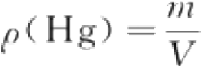 ρ(Hg) = m/V